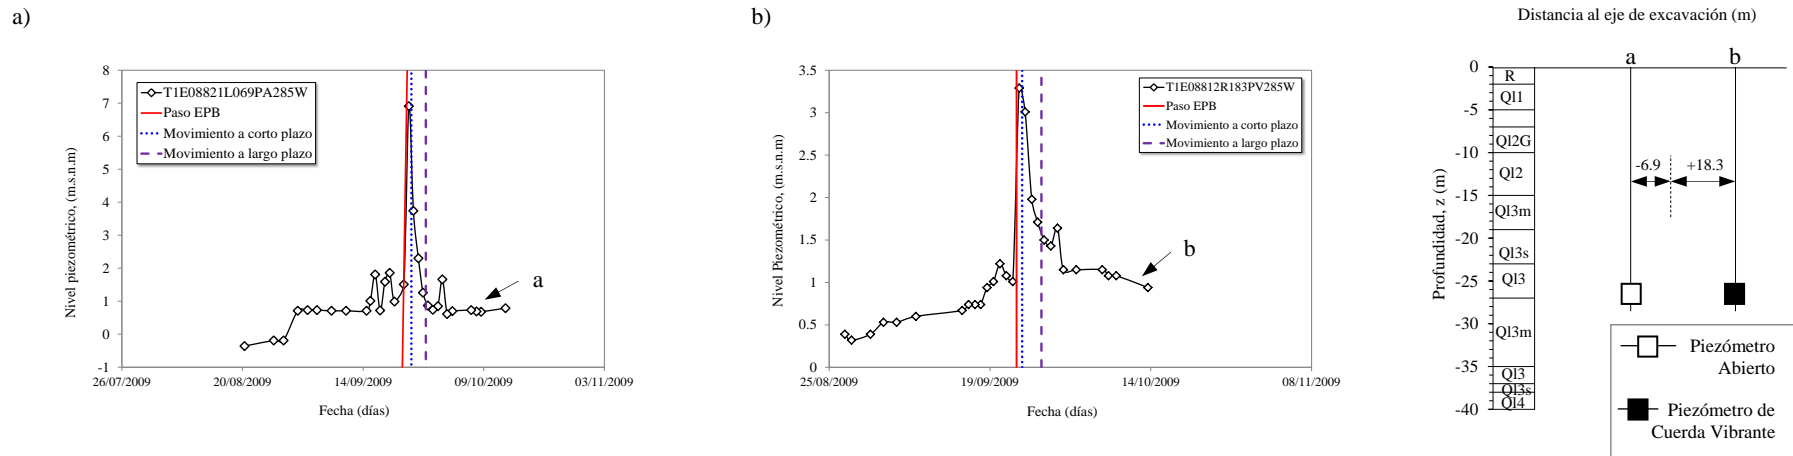 a)
8
7
6
5
4
3
2
1
0
-1
Nivel piezométrico, (m.s.n.m)
T1E08821L069PA285W
Paso EPB
Movimiento a corto plazo
Movimiento a largo plazo
a
26/07/2009
20/08/2009
14/09/2009
09/10/2009
03/11/2009
Fecha (días)
b)
3.5
3
2.5
2
1.5
1
0.5
0
Nivel Piezométrico, (m.s.n.m)
T1E08812R183PV285W
Paso EPB
Movimiento a corto plazo
Movimiento a largo plazo
b
25/08/2009
19/09/2009
14/10/2009
08/11/2009
Fecha (días)
Distancia al eje de excavación (m)
a
b
0
-5
-10
-15
-20
-25
-30
-35
-40
Profundidad, z (m)
R
Ql1
Ql2G
Ql2
Ql3m
Ql3s
Ql3
Ql3m
Ql3
Ql3s
Ql4
-6.9
+18.3
Piezómetro
Abierto
Piezómetro de
Cuerda Vibrante